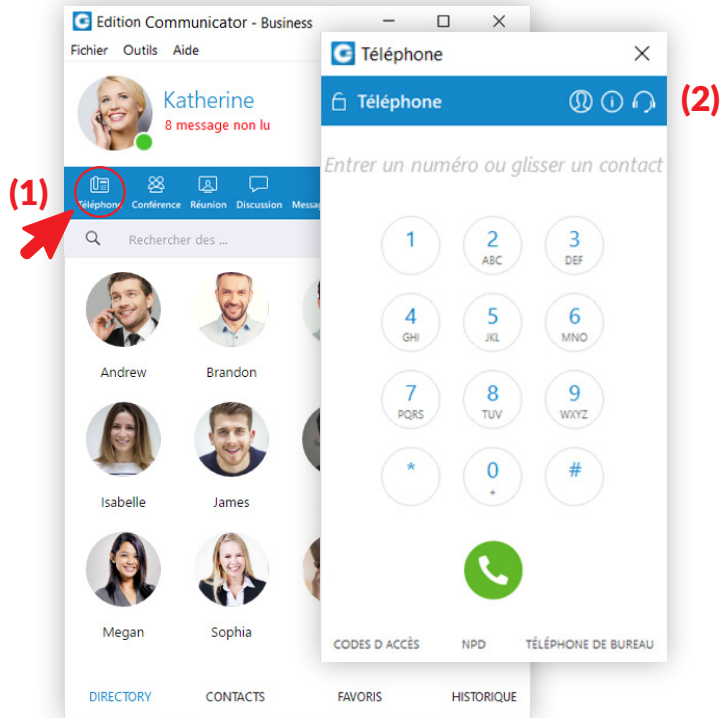 Edition Communicator - Business
Fichier Outils Aide
Katherine
8 message non lu
(1)
Téléphone Conférence Réunion Discussion
Rechercher des ...
Andrew Brandon
Isabelle James
Megan Sophia
DIRECTORY CONTACTS FAVORIS HISTORIQUE
Téléphone
Téléphone
(2)
Entrer un numéro ou glisser un contact
1 2 3
ABC DEF
4 5 6
GHI JKL MNO
7 8 9
PQRS TUV WXYZ
* 0 #
+
CODES D ACCÈS NPD TÉLÉPHONE DE BUREAU